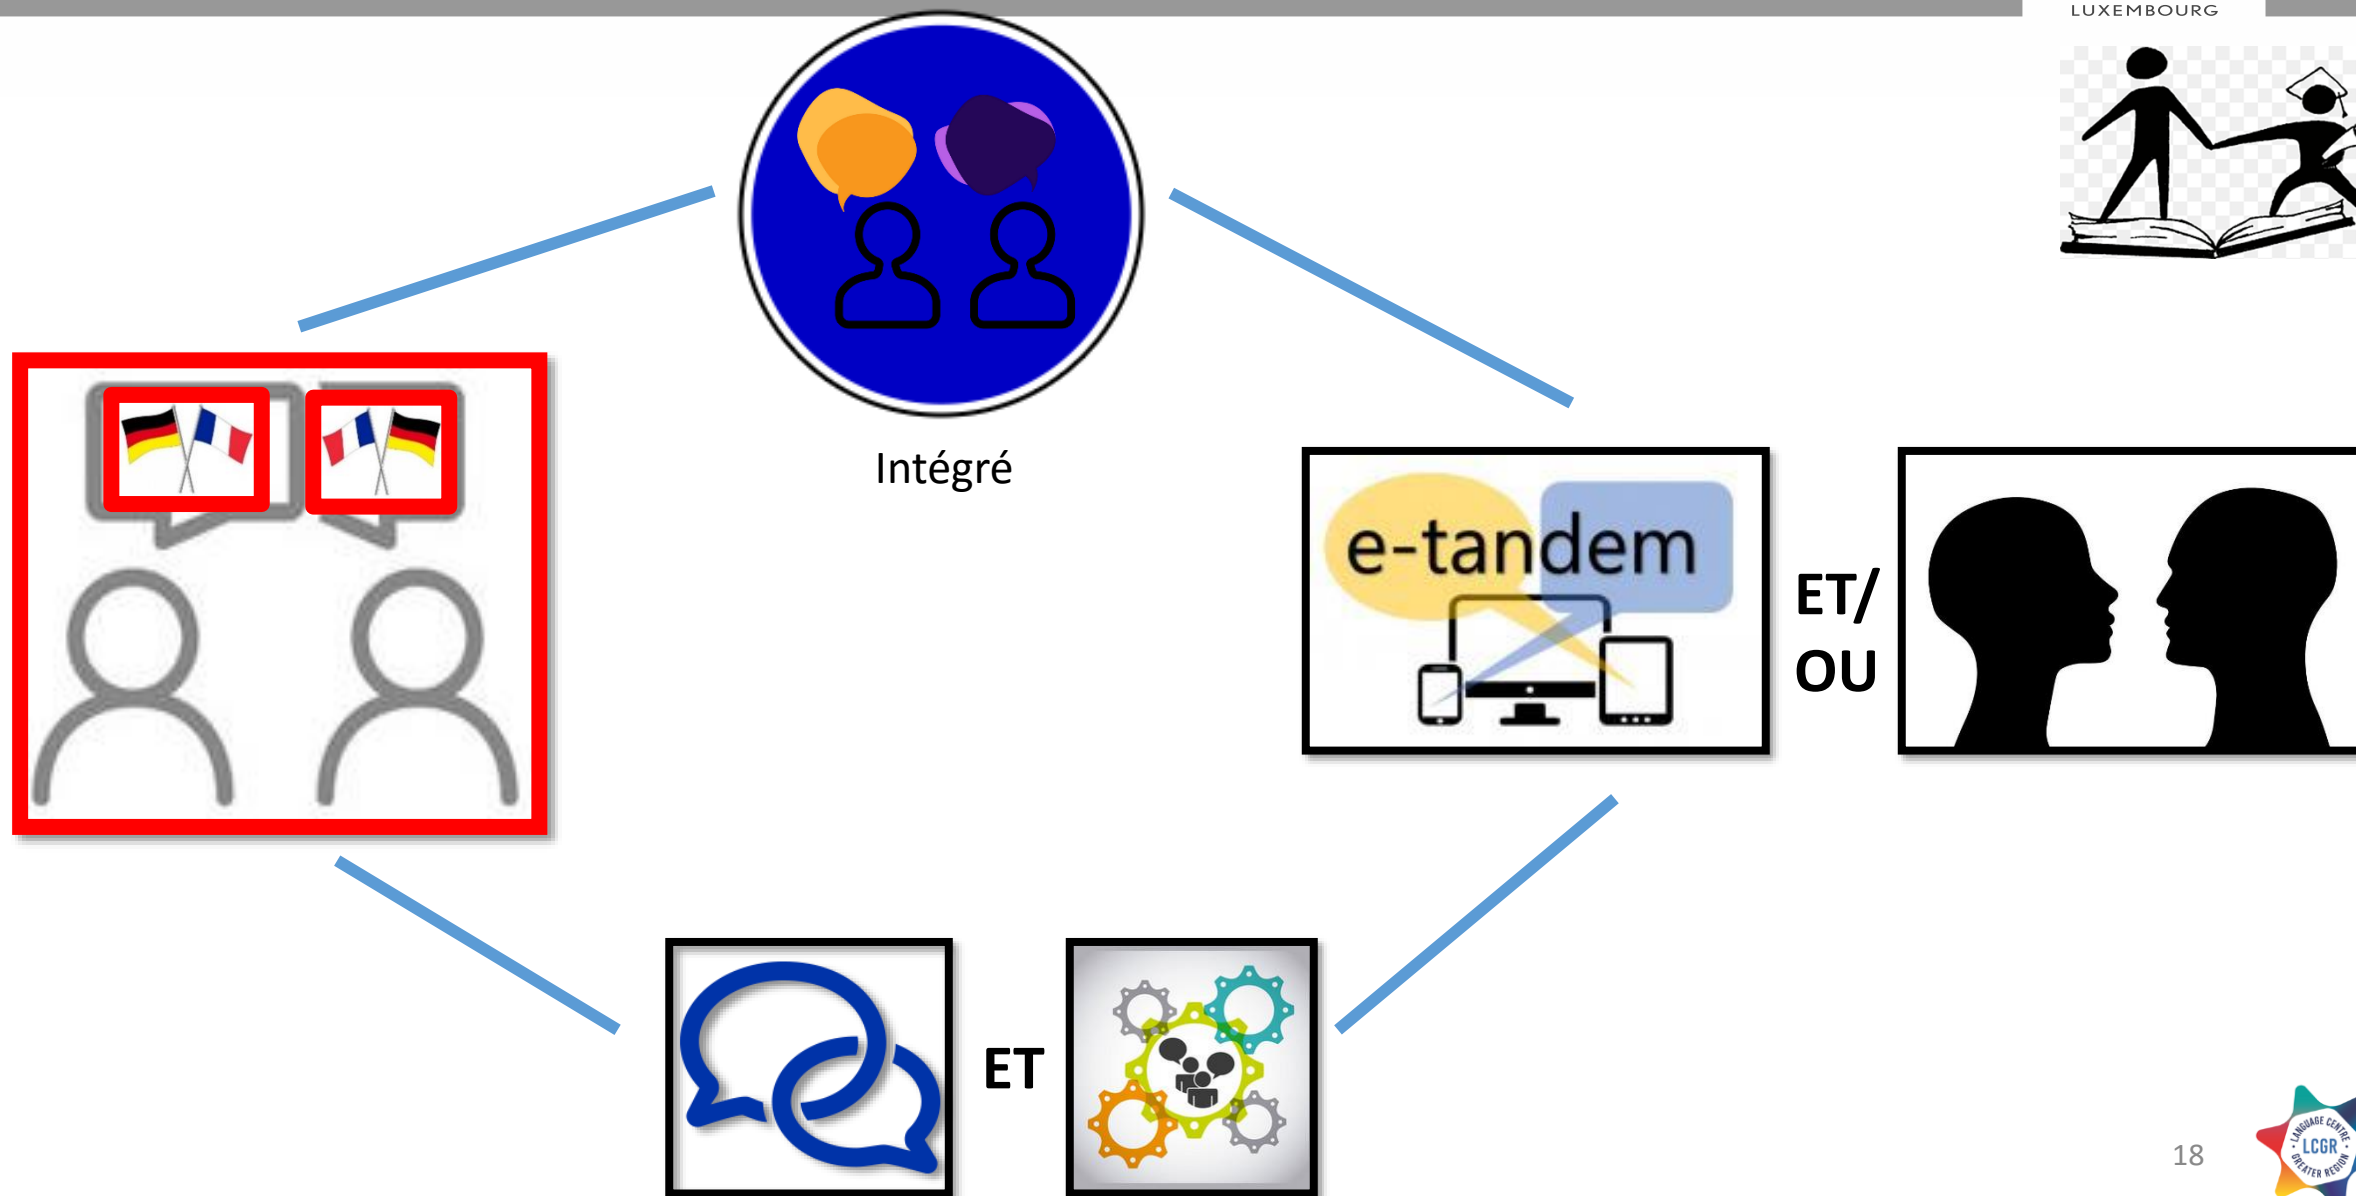 LUXEMBOURG
Intégré
e-tandem
ET/
OU
ET
18
LANGUAGE CENTRE
LCGR
GREATER REGION